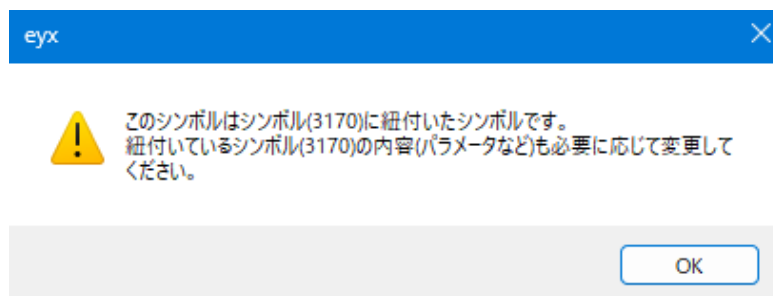 eyx
このシンボルはシンボル(3170)に紐付いたシンボルです。
紐付いているシンボル(3170)の内容(パラメータなど)も必要に応じて変更して
ください。
OK